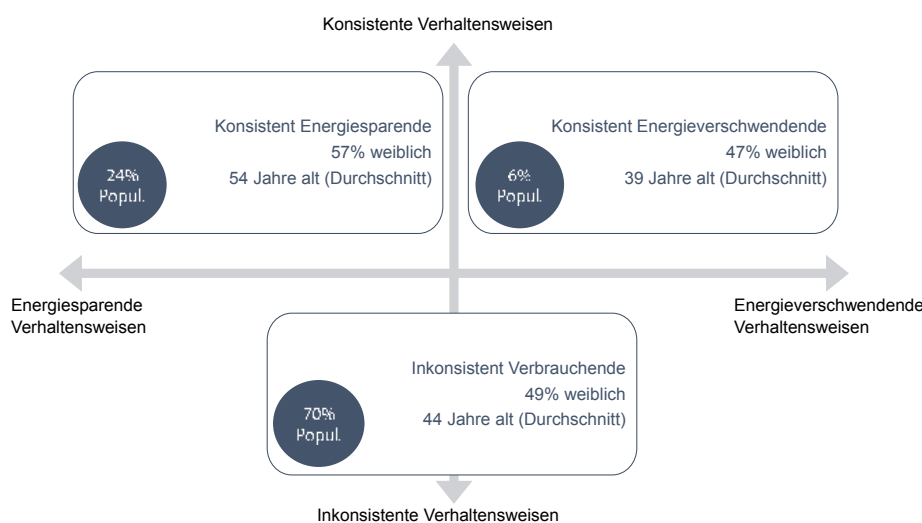 Konsistente Verhaltensweisen
Konsistent Energiesparende
57% weiblich
54 Jahre alt (Durchschnitt)
24%
Popul.
Konsistent Energieverschwendende
47% weiblich
39 Jahre alt (Durchschnitt)
6%
Popul.
Energiesparende
Verhaltensweisen
Energieverschwendende
Verhaltensweisen
Inkonsistent Verbrauchende
49% weiblich
44 Jahre alt (Durchschnitt)
70%
Popul.
Inkonsistente Verhaltensweisen